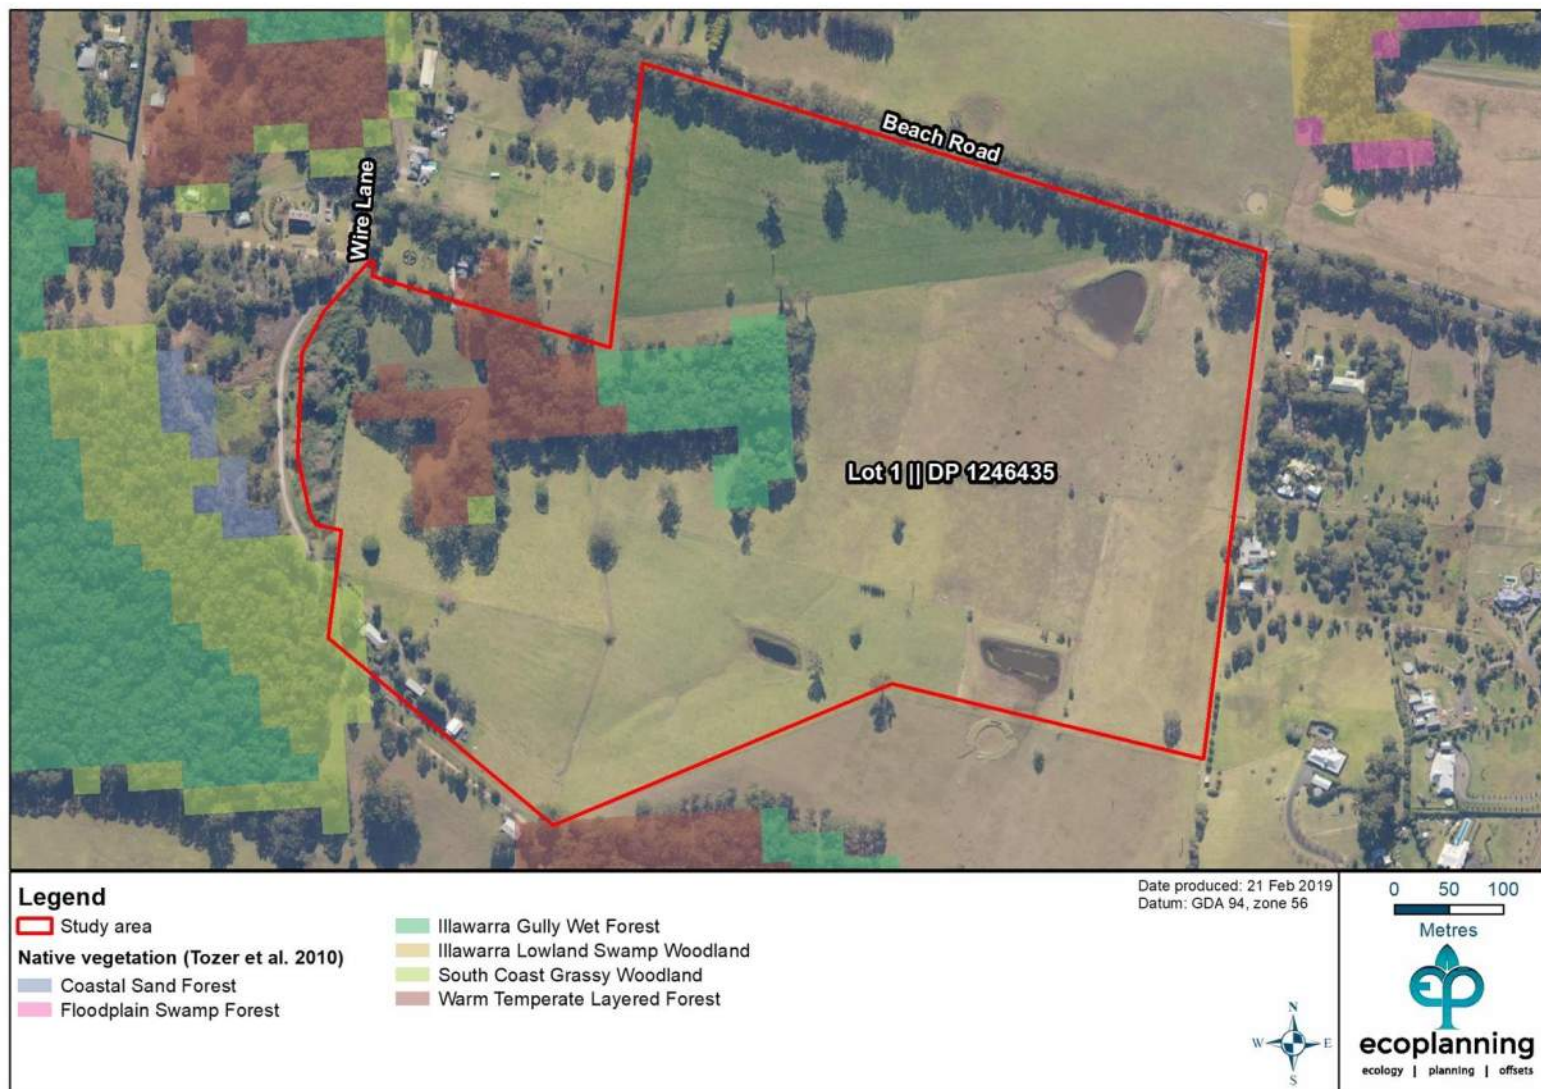 Beach Road
Wire Lane
Lot 1 || DP 1246435
Legend
Study area
Native vegetation (Tozer et al. 2010)
Coastal Sand Forest
Floodplain Swamp Forest
Illawarra Gully Wet Forest
Illawarra Lowland Swamp Woodland
South Coast Grassy Woodland
Warm Temperate Layered Forest
Date produced: 21 Feb 2019
Datum: GDA 94, zone 56
0 50 100
Metres
N
W E
S
ep
ecoplanning
ecology | planning | offsets